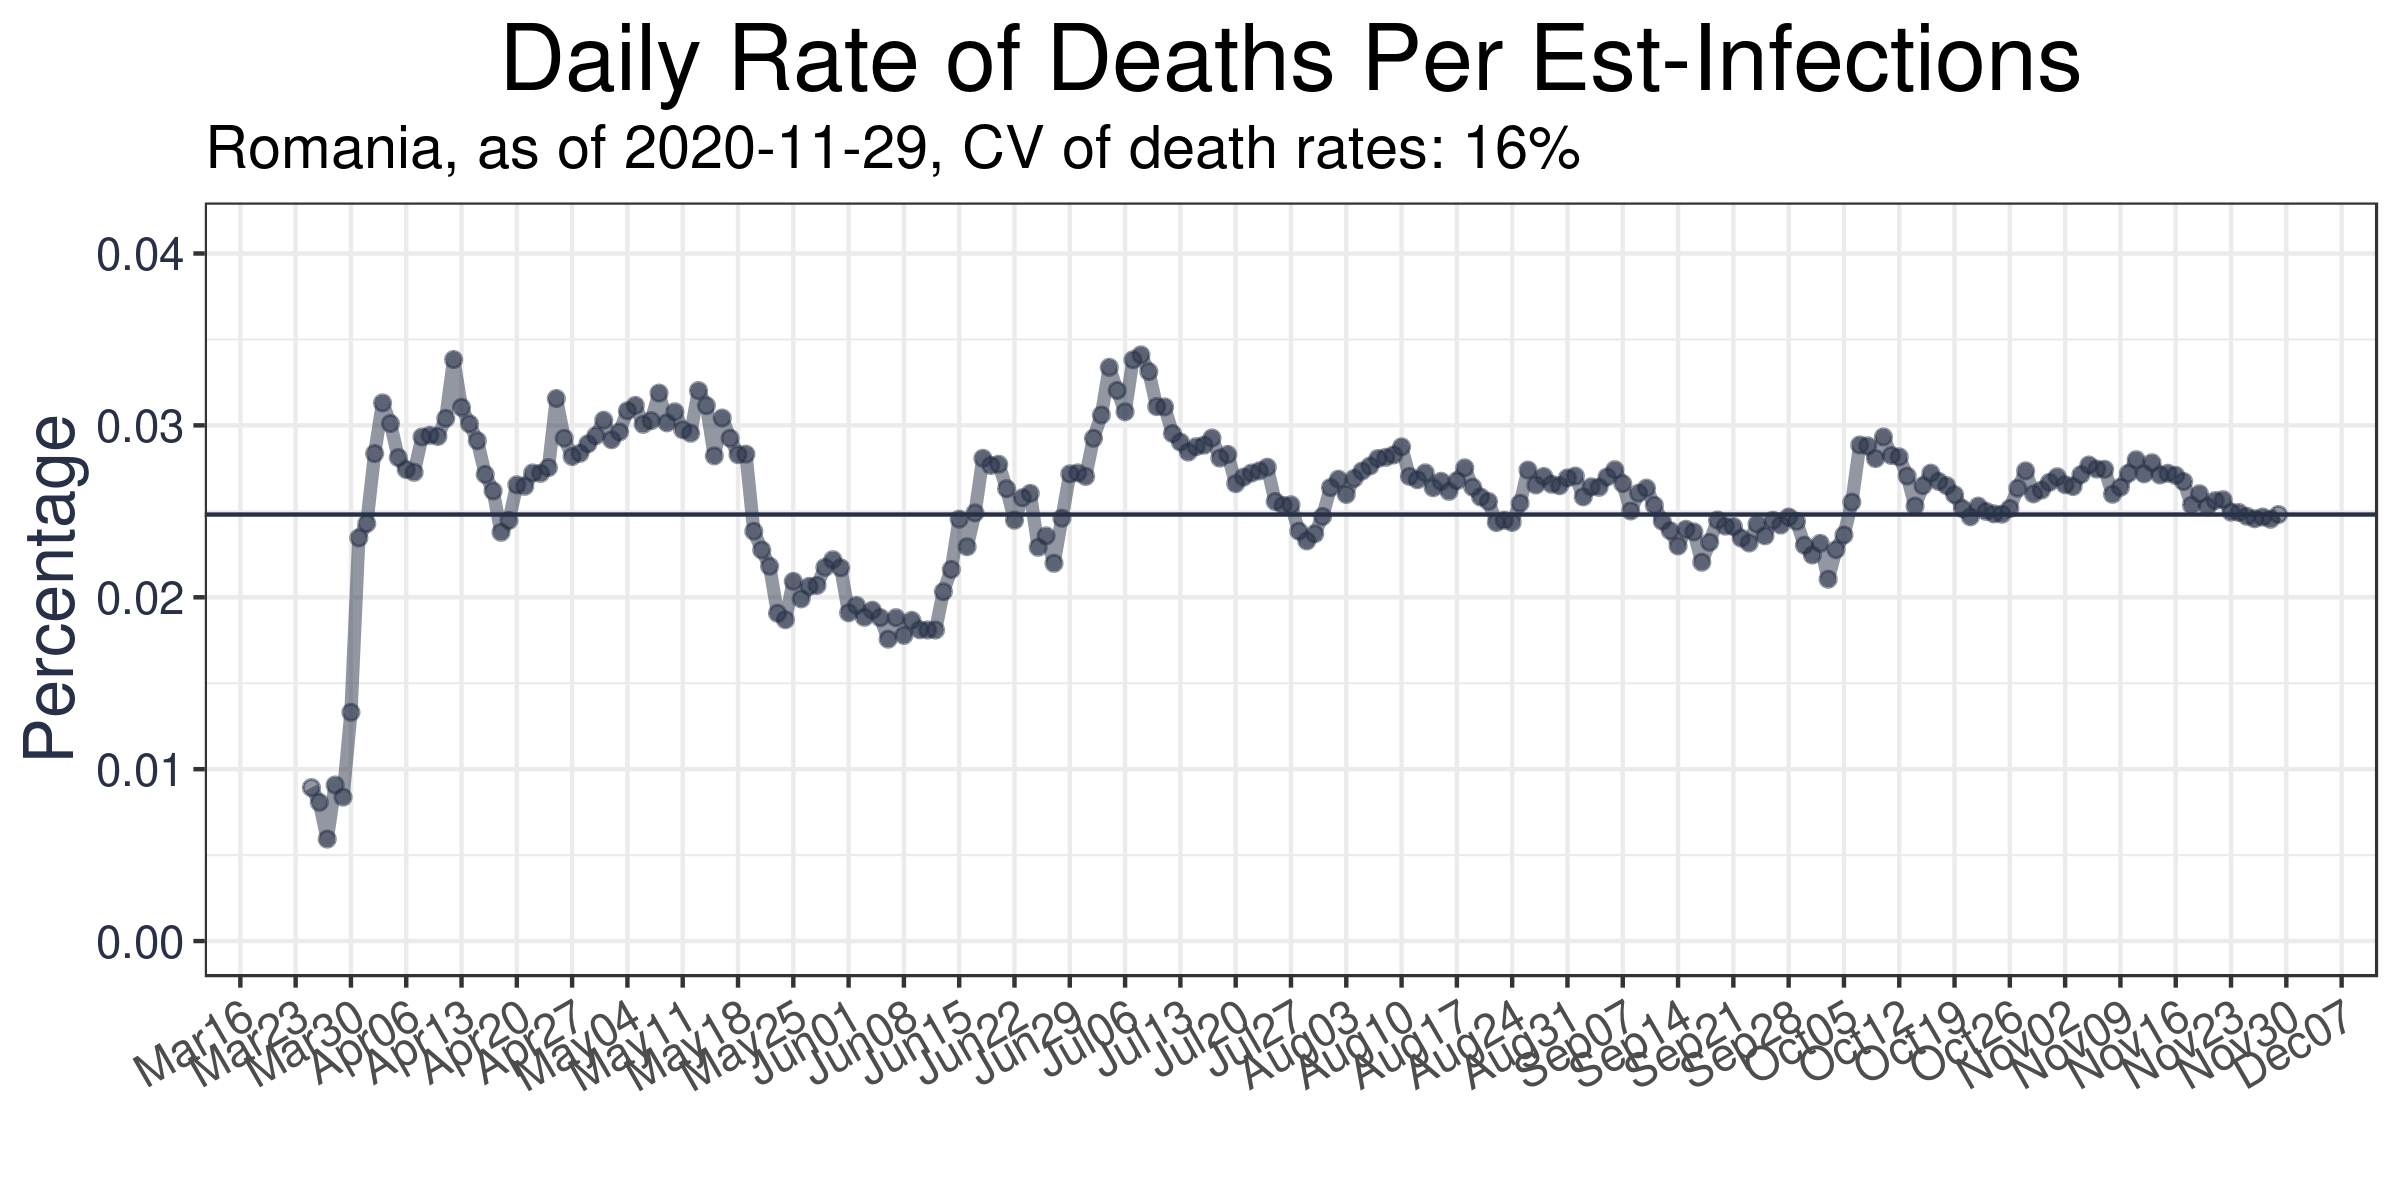 Daily Rate of Deaths Per Est-Infections
Romania, as of 2020-11-29, CV of death rates: 16%
Percentage
0.04
0.03
0.02
0.01
0.00
Mar16
Mar23
Mar30
Apr06
Apr13
Apr20
Apr27
May04
May11
May18
May25
Jun01
Jun08
Jun15
Jun22
Jun29
Jul06
Jul13
Jul20
Jul27
Aug03
Aug10
Aug17
Aug24
Aug31
Sep07
Sep14
Sep21
Sep28
Oct05
Oct12
Oct19
Oct26
Nov02
Nov09
Nov16
Nov23
Nov30
Dec07